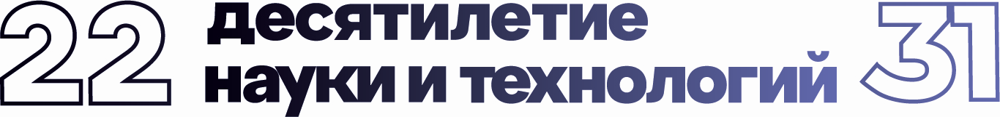 22 десятилетие 31
науки и технологий